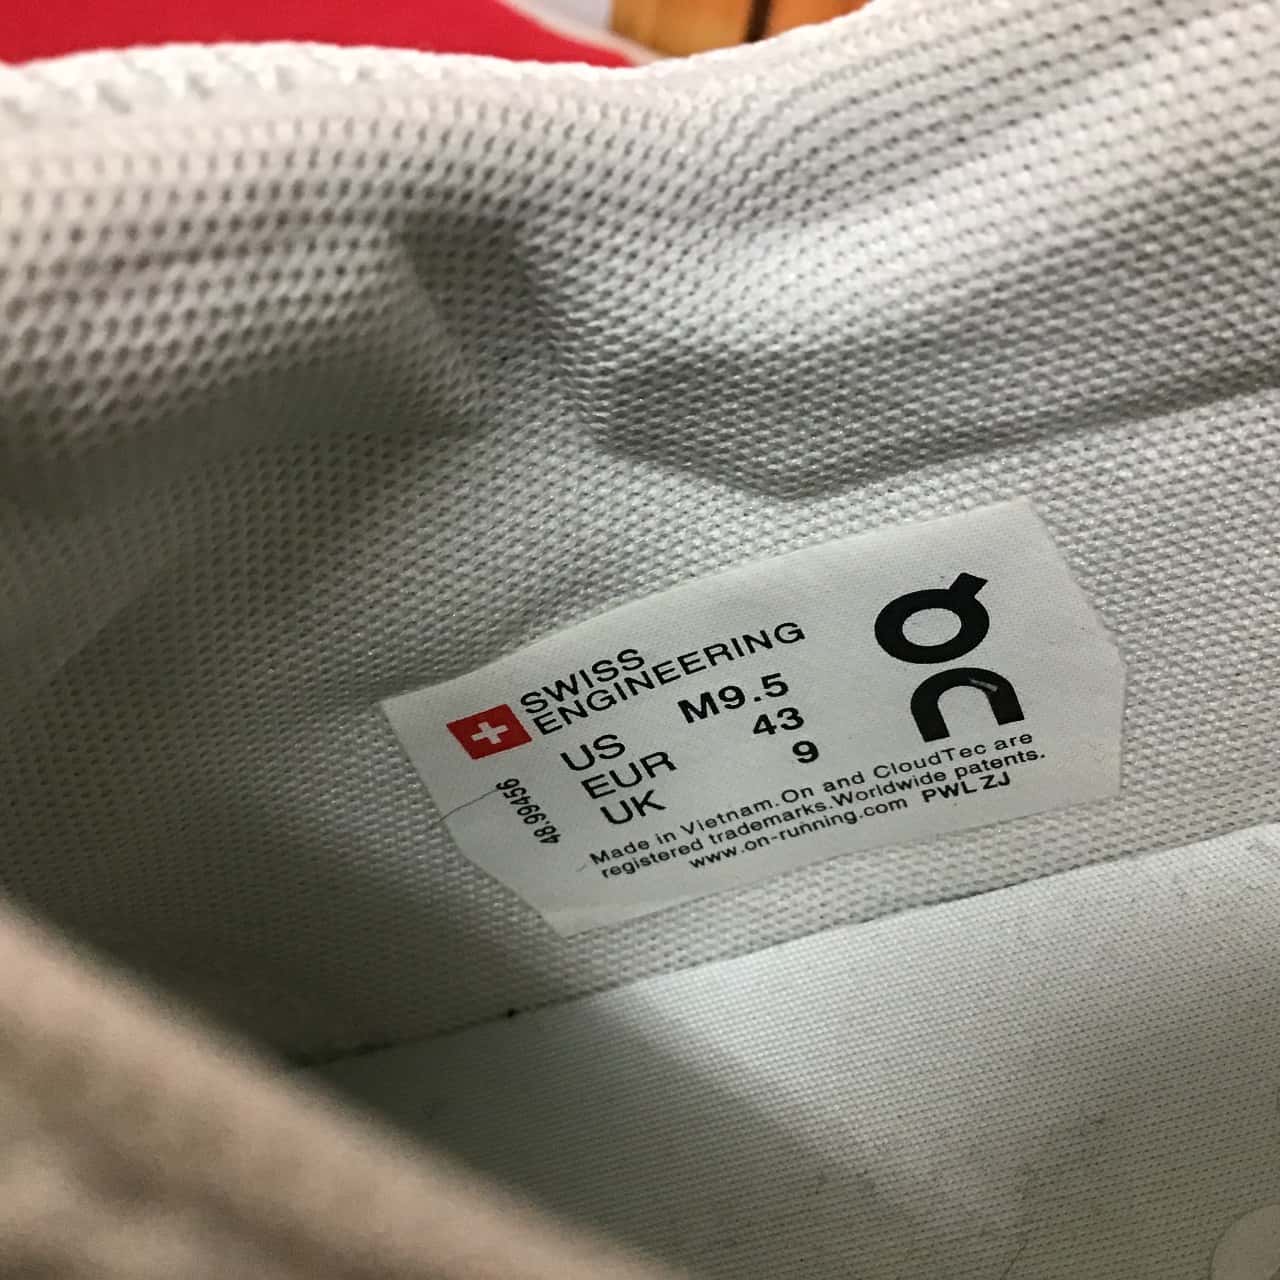 SWISS
ENGINEERING
US M9.5
EUR 43
UK 9
48.99456
Made in Vietnam. On and CloudTec are
registered trademarks. Worldwide patents.
www.on-running.com PWL ZJ
On